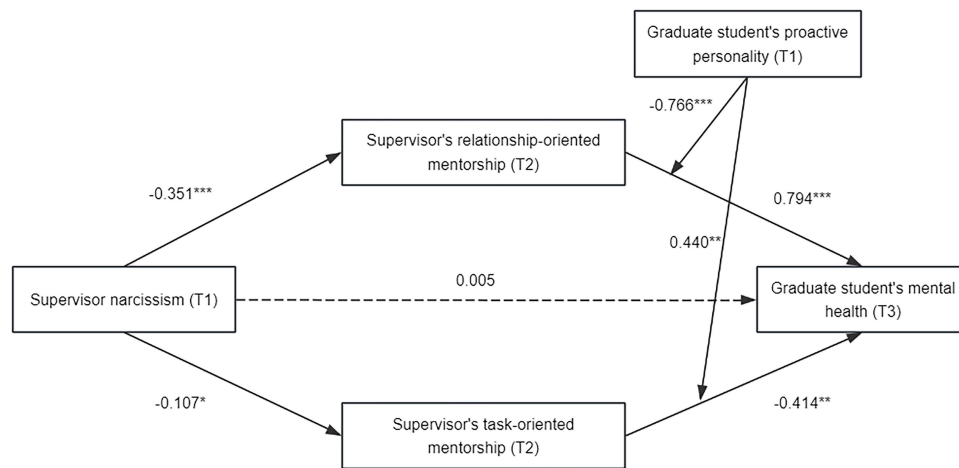 Graduate student's proactive
personality (T1)
-0.766***
Supervisor's relationship-oriented
mentorship (T2)
-0.351***
0.794***
0.440**
Supervisor narcissism (T1)
0.005
Graduate student's mental
health (T3)
-0.107*
-0.414**
Supervisor's task-oriented
mentorship (T2)